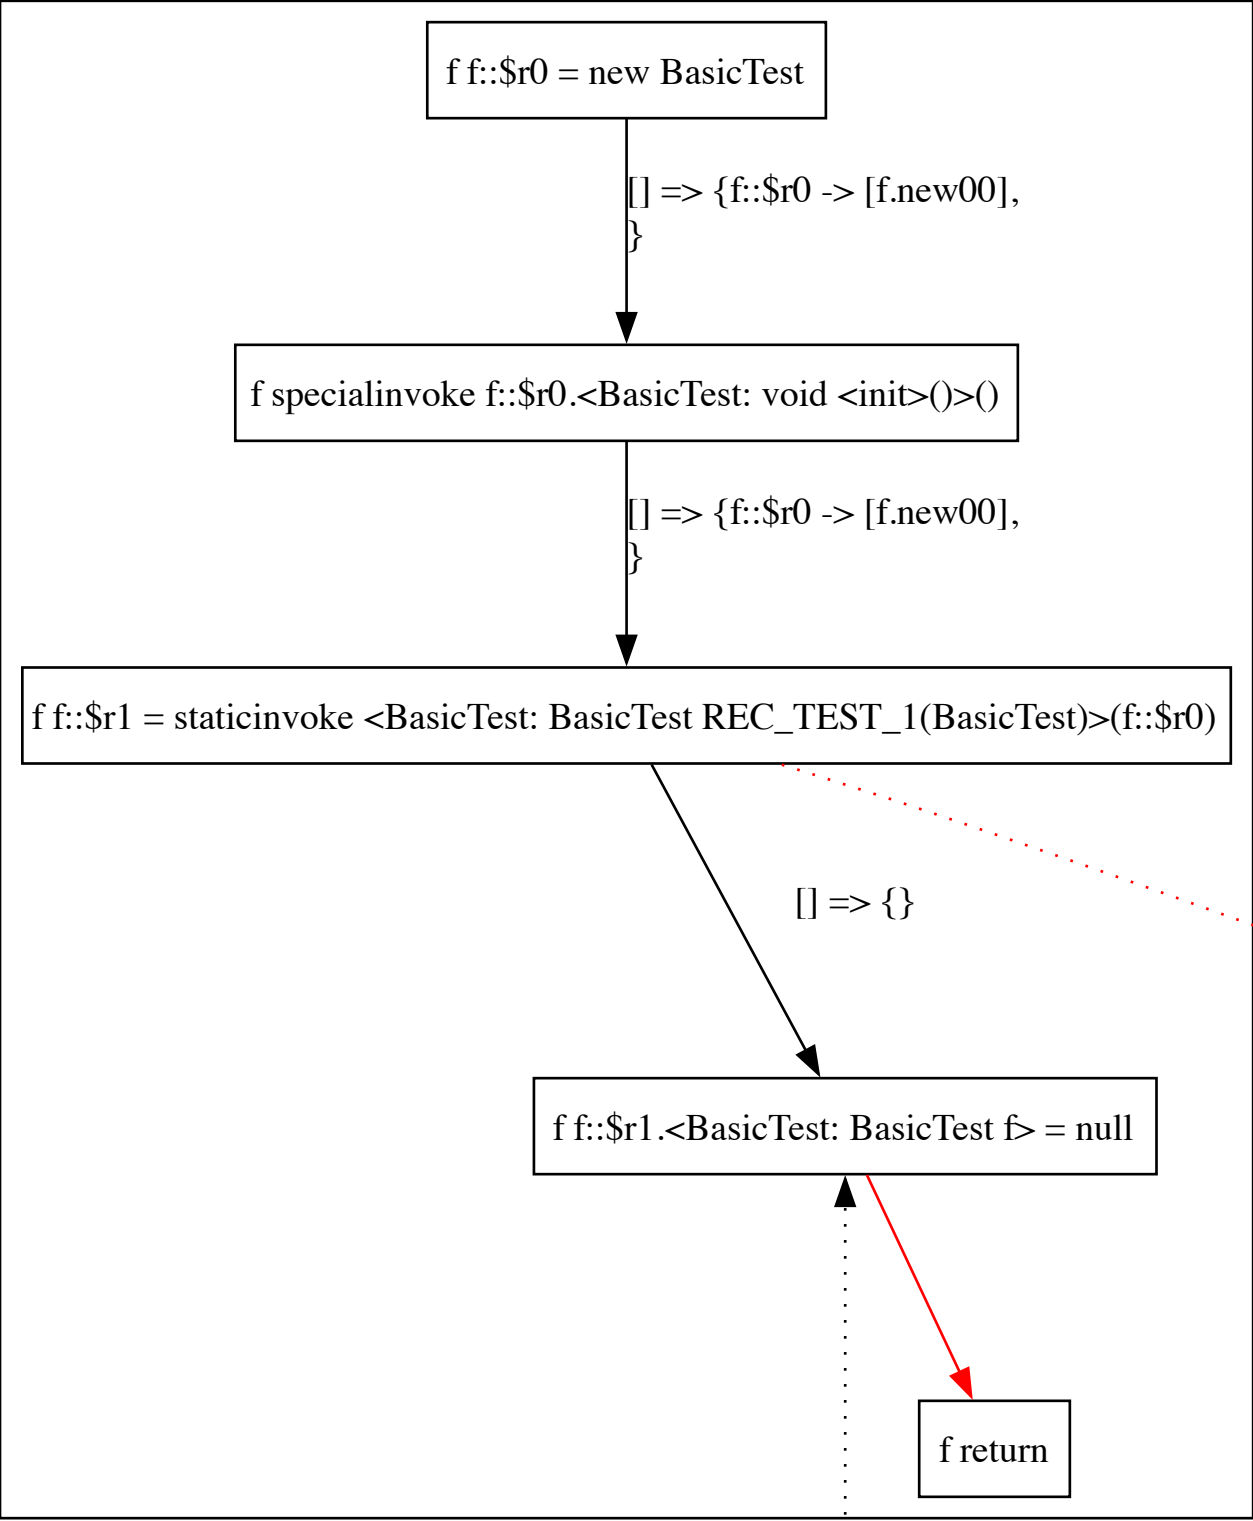 f f::$r0 = new BasicTest
[] => {f::$r0 -> [f.new00],
}
f specialinvoke f::$r0.<BasicTest: void <init>()>()
[] => {f::$r0 -> [f.new00],
}
f f::$r1 = staticinvoke <BasicTest: BasicTest REC_TEST_1(BasicTest)>(f::$r0)
[] => {}
f f::$r1.<BasicTest: BasicTest f> = null
f return